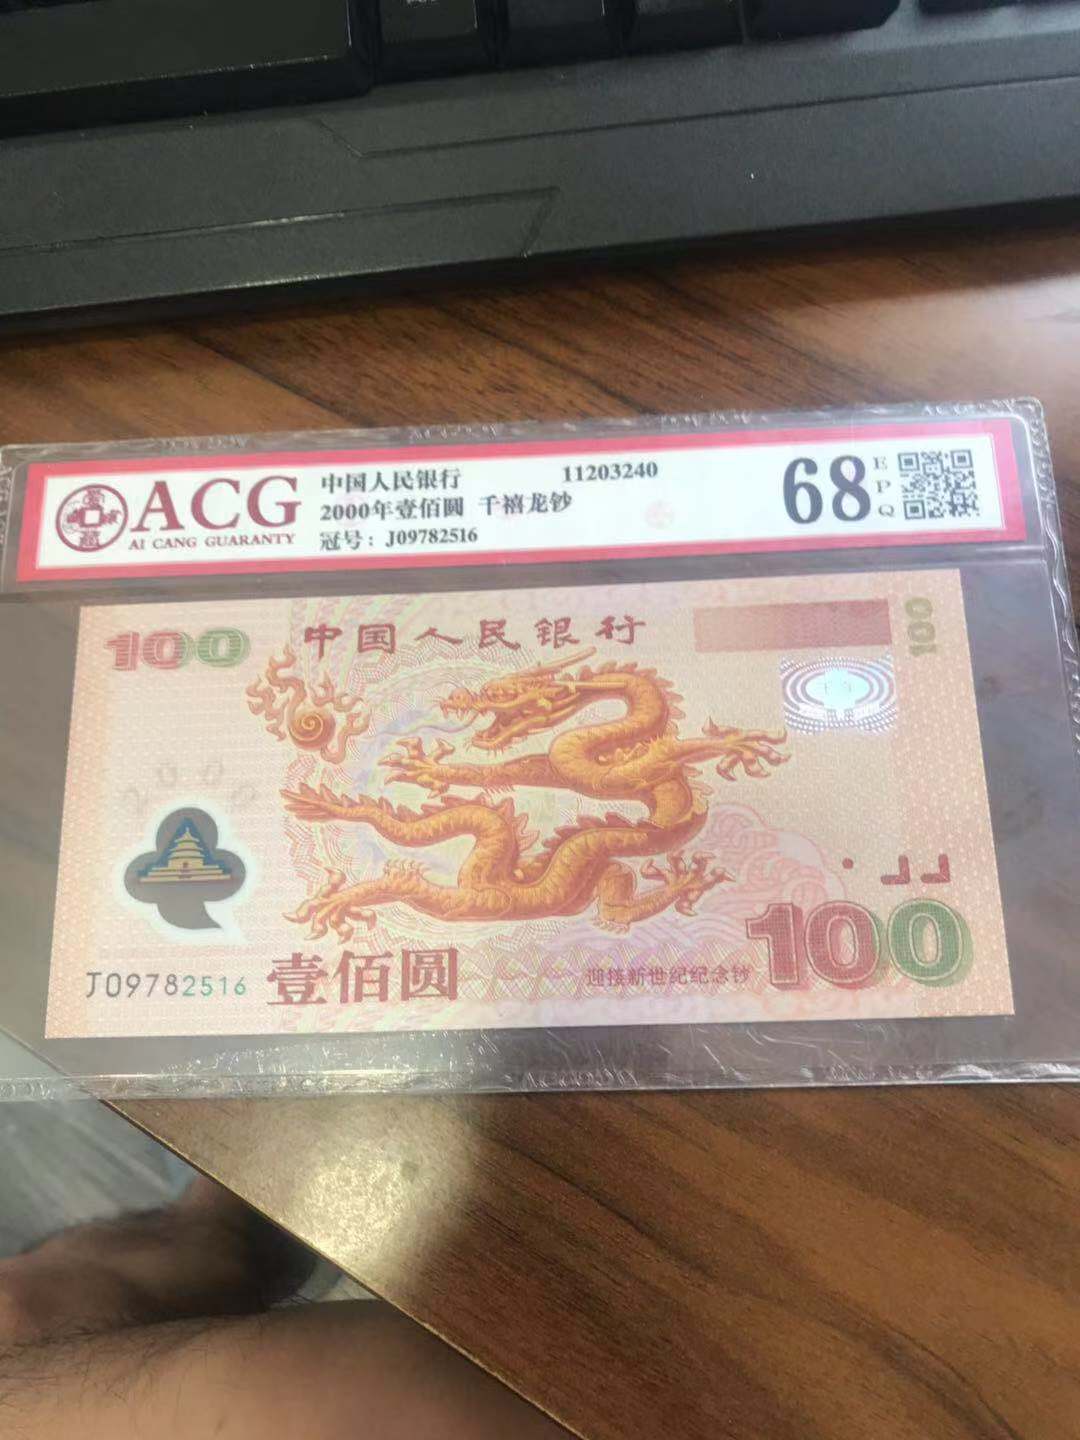 ACG
AI CANG GUARANTY
中国人民银行 11203240
2000年壹佰圆 千禧龙钞
冠号: J09782516
68
EPQ
100
中国人民银行
100
100
J09782516
壹佰圆
迎接新世纪纪念钞